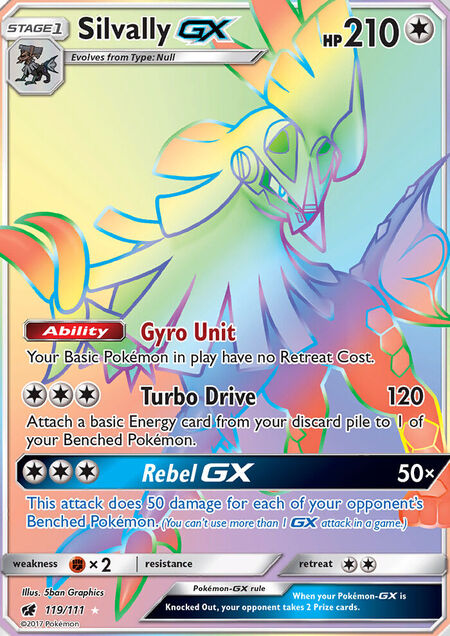 STAGE 1 Silvally GX HP 210
Evolves from Type: Null
Ability Gyro Unit
Your Basic Pokémon in play have no Retreat Cost.
Turbo Drive 120
Attach a basic Energy card from your discard pile to 1 of
your Benched Pokémon.
Rebel GX 50×
This attack does 50 damage for each of your opponent's
Benched Pokémon. (You can't use more than 1 GX attack in a game.)
weakness × 2 resistance retreat
Illus. 5ban Graphics
Pokémon-GX rule
When your Pokémon-GX is
Knocked Out, your opponent takes 2 Prize cards.
119/111
©2017 Pokémon